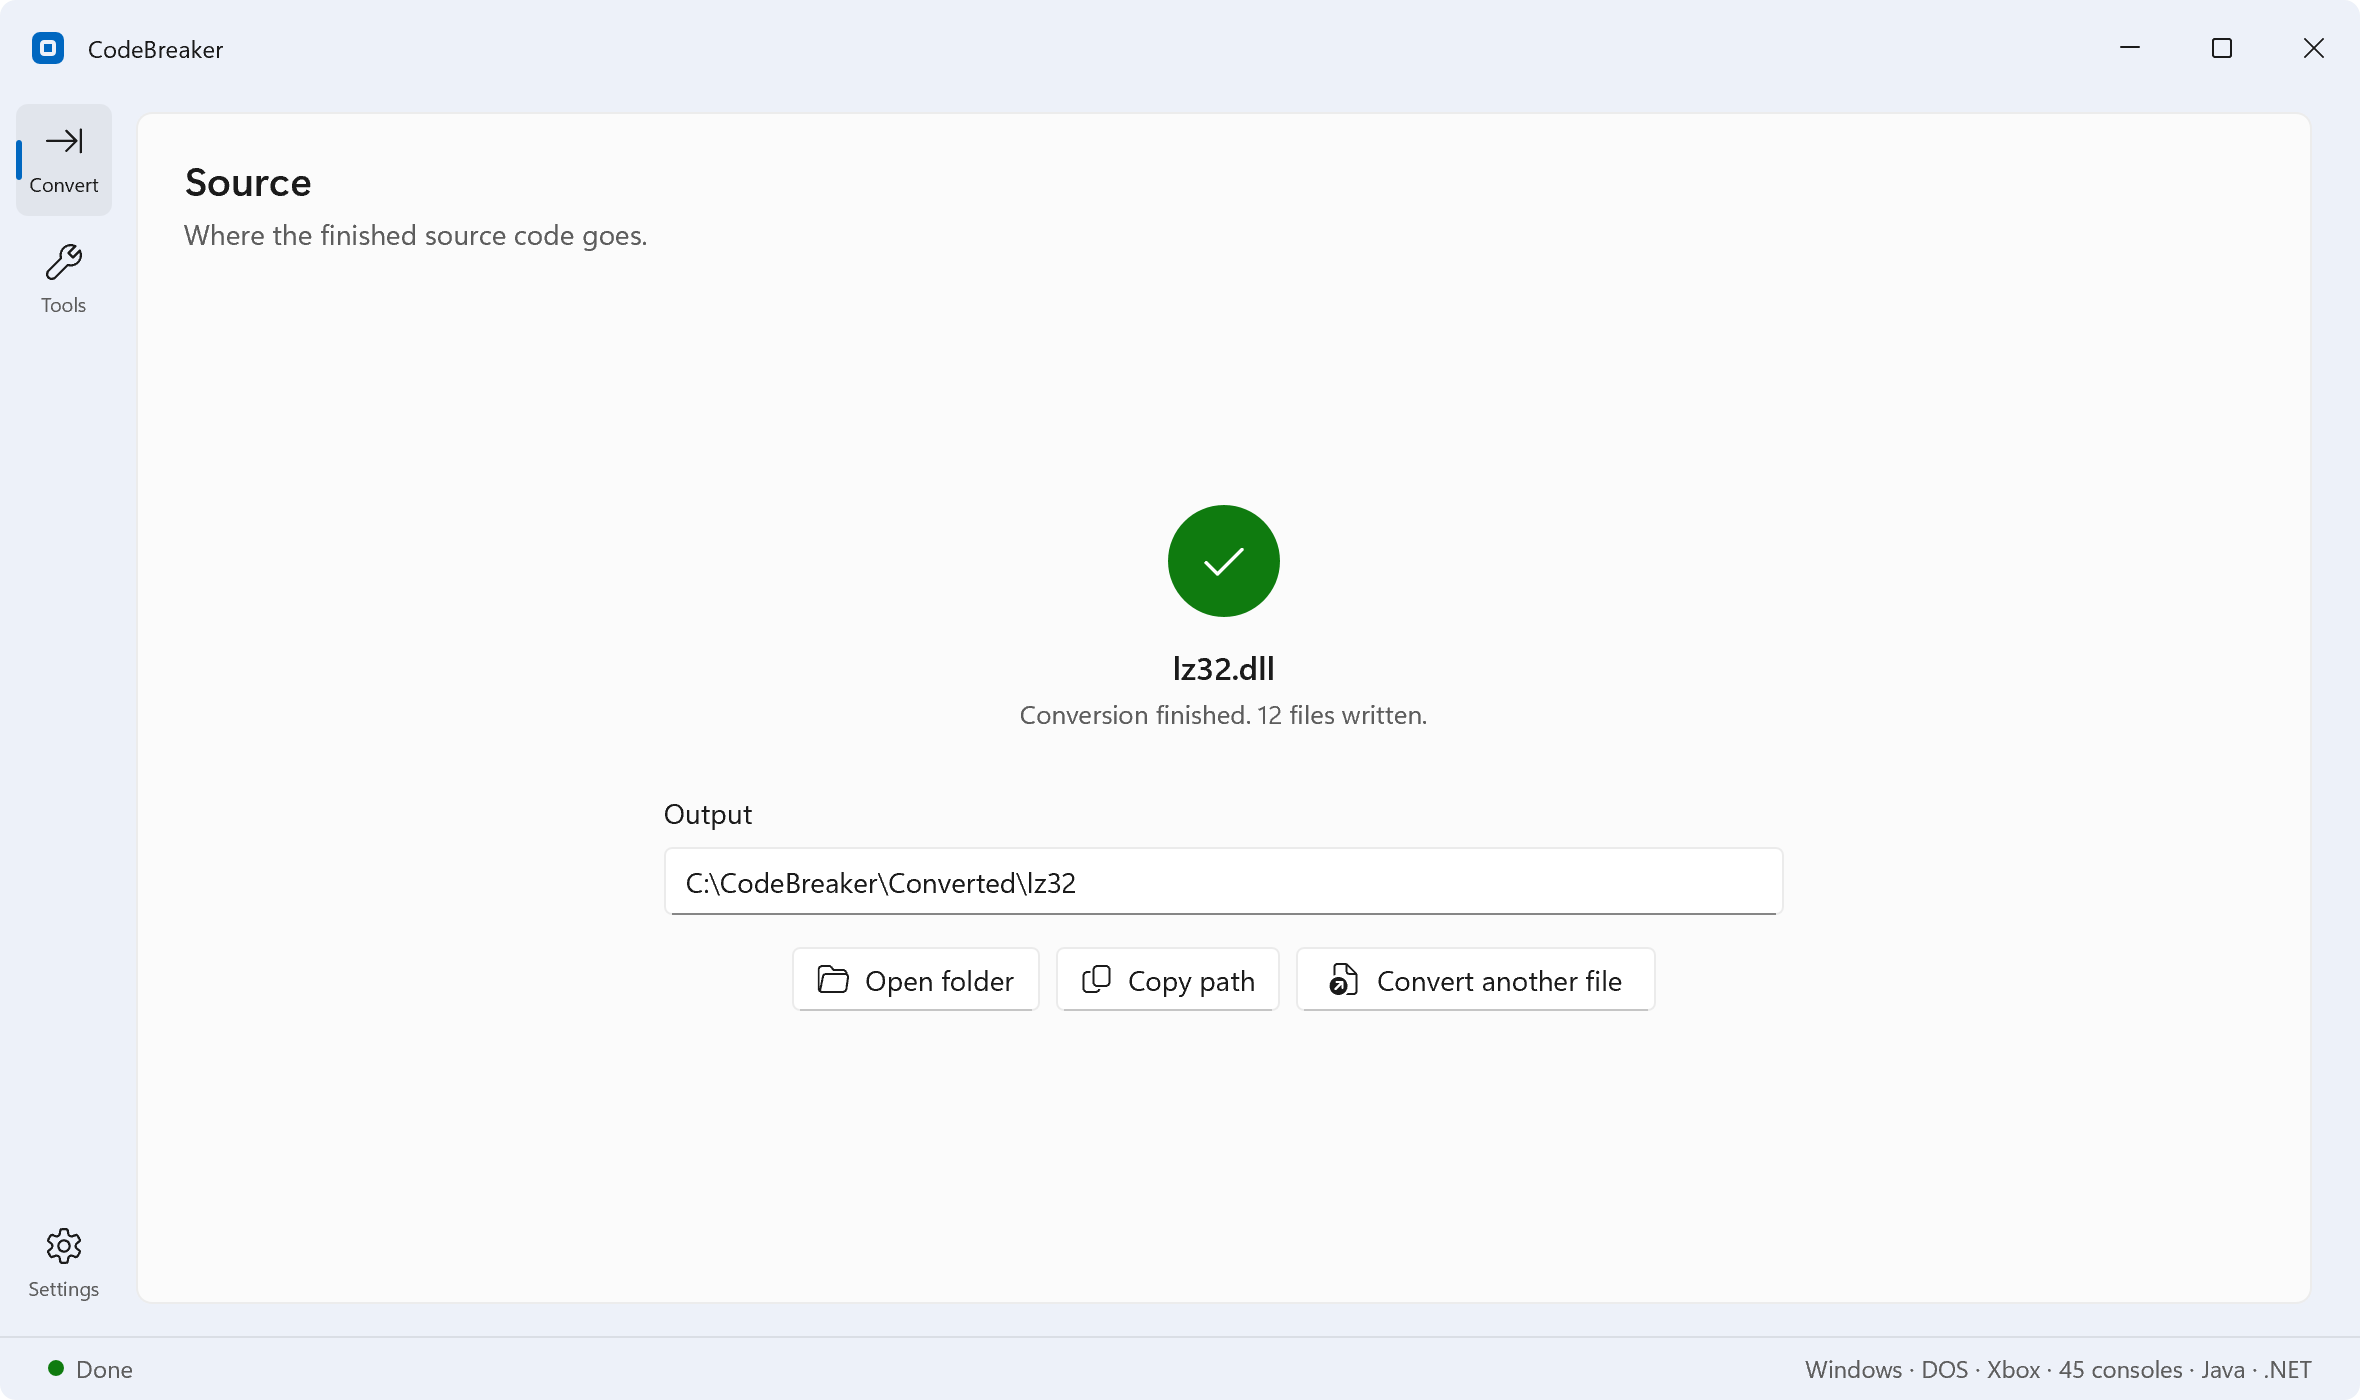 CodeBreaker
Convert
Tools
Source
Where the finished source code goes.
lz32.dll
Conversion finished. 12 files written.
Output
C:\CodeBreaker\Converted\lz32
Open folder
Copy path
Convert another file
Settings
Done
Windows · DOS · Xbox · 45 consoles · Java · .NET